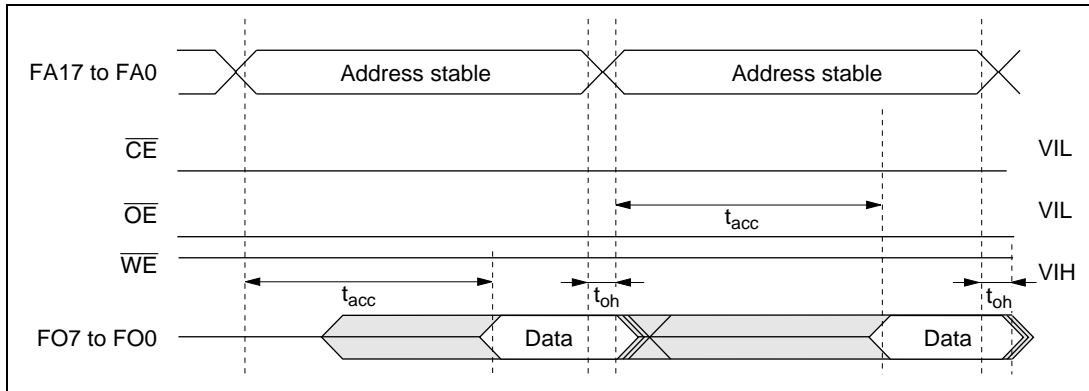 FA17 to FA0
Address stable
Address stable
CE
VIL
OE
tacc
VIL
WE
VIH
tacc
toh
toh
FO7 to FO0
Data
Data